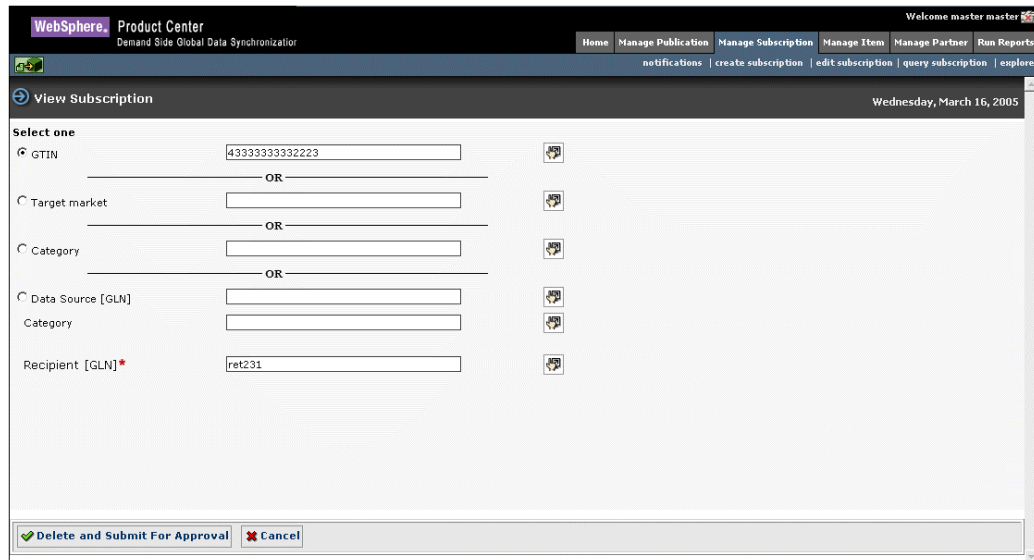 Welcome master master
WebSphere. Product Center
Demand Side Global Data Synchronization
Home Manage Publication Manage Subscription Manage Item Manage Partner Run Reports
notifications | create subscription | edit subscription | query subscription | explore
View Subscription
Wednesday, March 16, 2005
Select one
GTIN 43333333332223
OR
Target market
OR
Category
OR
Data Source [GLN]
Category
Recipient [GLN]* ret231
Delete and Submit For Approval Cancel